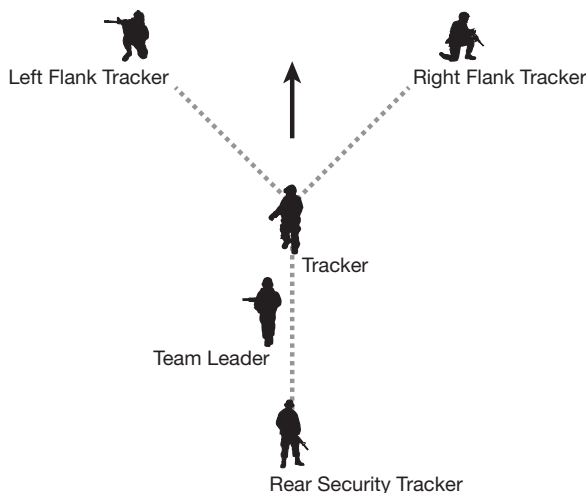 Left Flank Tracker
Right Flank Tracker
Tracker
Team Leader
Rear Security Tracker